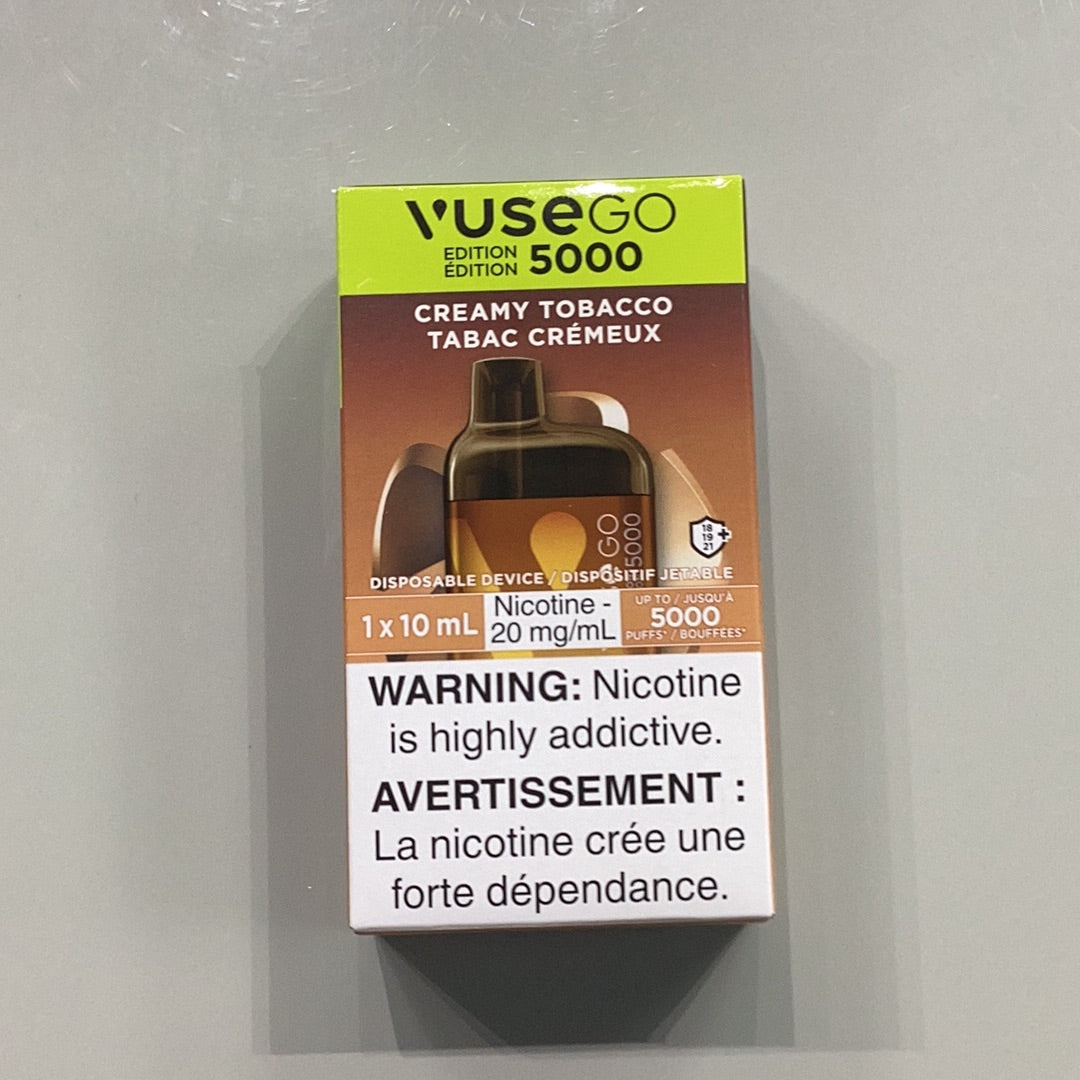 VUSEGO
EDITION
ÉDITION
5000
CREAMY TOBACCO
TABAC CRÉMEUX
GO
5000
18
19
21
+
DISPOSABLE DEVICE / DISPOSITIF JETABLE
1 x 10 mL
Nicotine -
20 mg/mL
UP TO / JUSQU'À
5000
PUFFS* / BOUFFÉES*
WARNING: Nicotine
is highly addictive.
AVERTISSEMENT :
La nicotine crée une
forte dépendance.